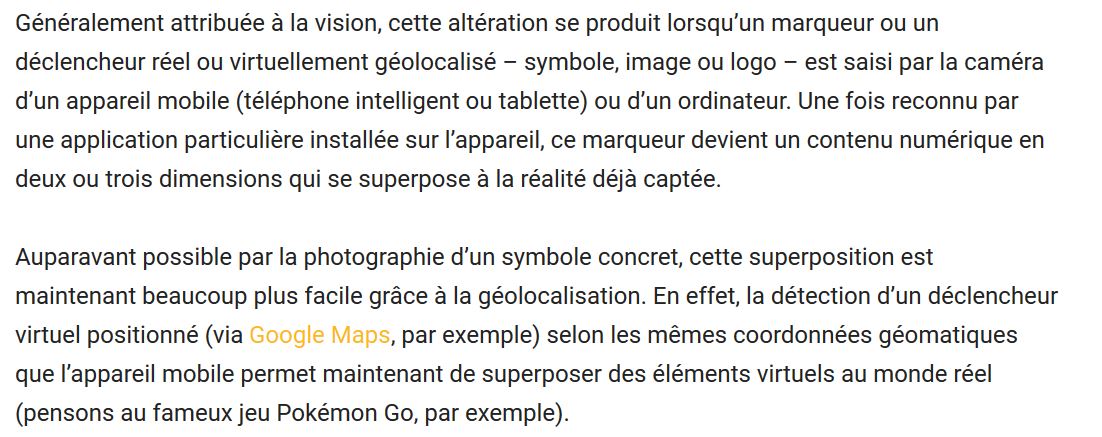 Généralement attribuée à la vision, cette altération se produit lorsqu’un marqueur ou un
déclencheur réel ou virtuellement géolocalisé – symbole, image ou logo – est saisi par la caméra
d’un appareil mobile (téléphone intelligent ou tablette) ou d’un ordinateur. Une fois reconnu par
une application particulière installée sur l’appareil, ce marqueur devient un contenu numérique en
deux ou trois dimensions qui se superpose à la réalité déjà captée.

Auparavant possible par la photographie d’un symbole concret, cette superposition est
maintenant beaucoup plus facile grâce à la géolocalisation. En effet, la détection d’un déclencheur
virtuel positionné (via Google Maps, par exemple) selon les mêmes coordonnées géomatiques
que l’appareil mobile permet maintenant de superposer des éléments virtuels au monde réel
(pensons au fameux jeu Pokémon Go, par exemple).